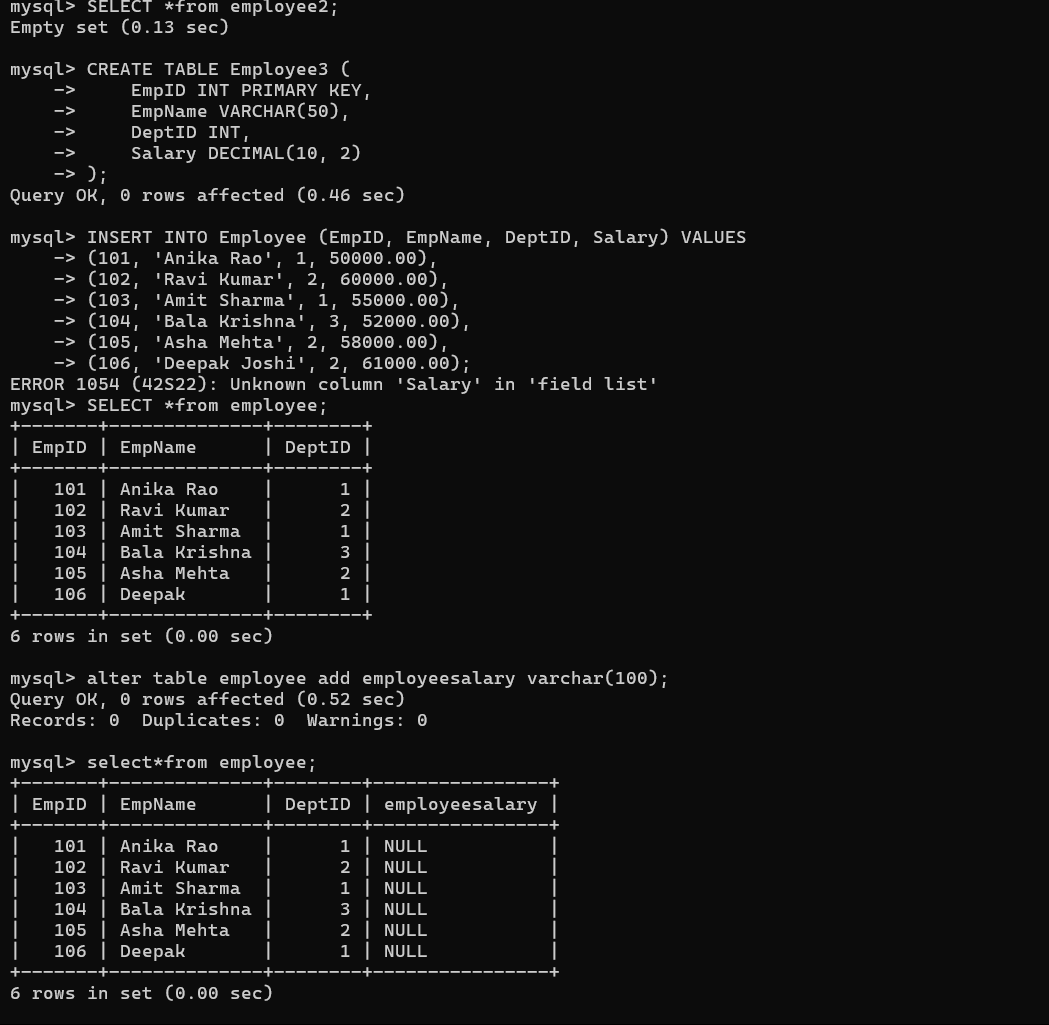 mysql> SELECT *from employee2;
Empty set (0.13 sec)

mysql> CREATE TABLE Employee3 (
    ->     EmpID INT PRIMARY KEY,
    ->     EmpName VARCHAR(50),
    ->     DeptID INT,
    ->     Salary DECIMAL(10, 2)
    -> );
Query OK, 0 rows affected (0.46 sec)

mysql> INSERT INTO Employee (EmpID, EmpName, DeptID, Salary) VALUES
    -> (101, 'Anika Rao', 1, 50000.00),
    -> (102, 'Ravi Kumar', 2, 60000.00),
    -> (103, 'Amit Sharma', 1, 55000.00),
    -> (104, 'Bala Krishna', 3, 52000.00),
    -> (105, 'Asha Mehta', 2, 58000.00),
    -> (106, 'Deepak Joshi', 2, 61000.00);
ERROR 1054 (42S22): Unknown column 'Salary' in 'field list'
mysql> SELECT *from employee;
+-------+--------------+--------+
| EmpID | EmpName      | DeptID |
+-------+--------------+--------+
|   101 | Anika Rao    |      1 |
|   102 | Ravi Kumar   |      2 |
|   103 | Amit Sharma  |      1 |
|   104 | Bala Krishna |      3 |
|   105 | Asha Mehta   |      2 |
|   106 | Deepak       |      1 |
+-------+--------------+--------+
6 rows in set (0.00 sec)

mysql> alter table employee add employeesalary varchar(100);
Query OK, 0 rows affected (0.52 sec)
Records: 0  Duplicates: 0  Warnings: 0

mysql> select*from employee;
+-------+--------------+--------+----------------+
| EmpID | EmpName      | DeptID | employeesalary |
+-------+--------------+--------+----------------+
|   101 | Anika Rao    |      1 | NULL           |
|   102 | Ravi Kumar   |      2 | NULL           |
|   103 | Amit Sharma  |      1 | NULL           |
|   104 | Bala Krishna |      3 | NULL           |
|   105 | Asha Mehta   |      2 | NULL           |
|   106 | Deepak       |      1 | NULL           |
+-------+--------------+--------+----------------+
6 rows in set (0.00 sec)